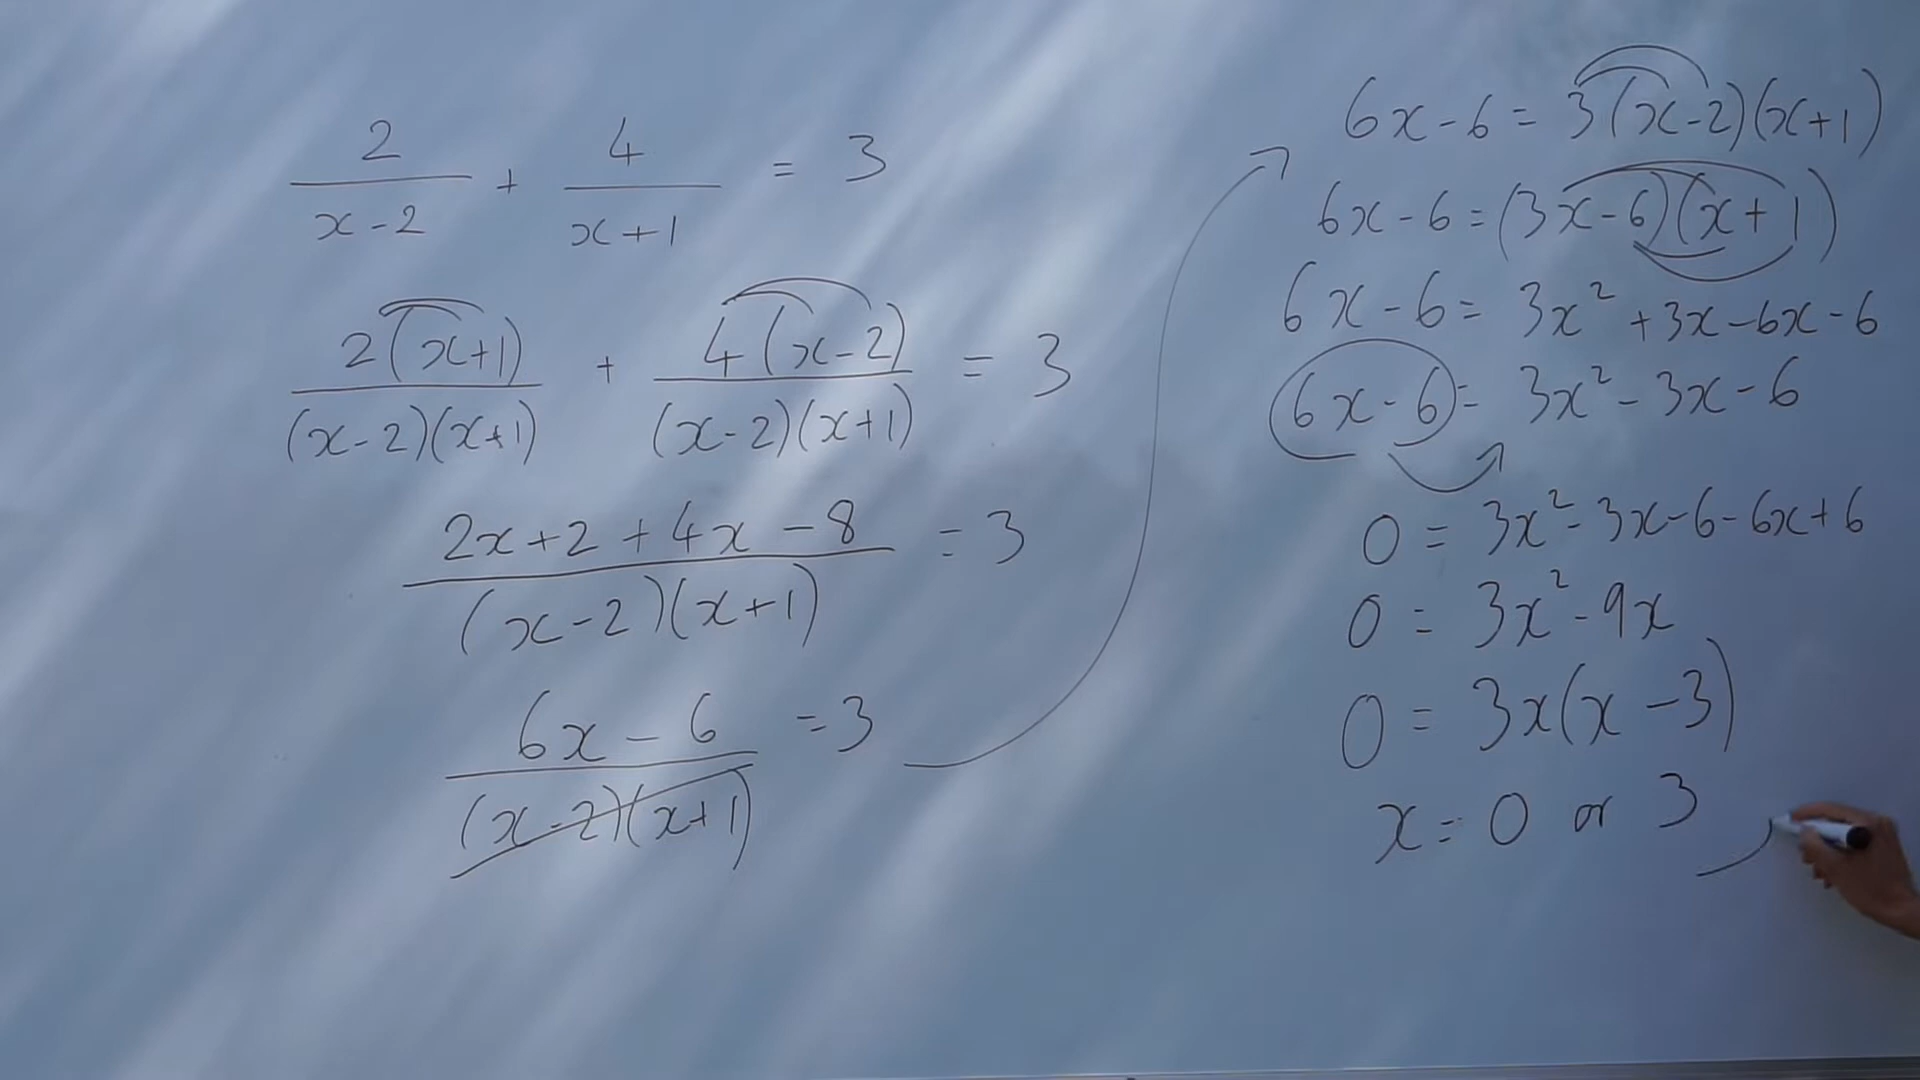 2/(x-2) + 4/(x+1) = 3
2(x+1)/((x-2)(x+1)) + 4(x-2)/((x-2)(x+1)) = 3
(2x+2+4x-8)/((x-2)(x+1)) = 3
(6x-6)/((x-2)(x+1)) = 3
6x-6 = 3(x-2)(x+1)
6x-6 = (3x-6)(x+1)
6x-6 = 3x²+3x-6x-6
6x-6 = 3x²-3x-6
0 = 3x²-3x-6-6x+6
0 = 3x²-9x
0 = 3x(x-3)
x = 0 or 3